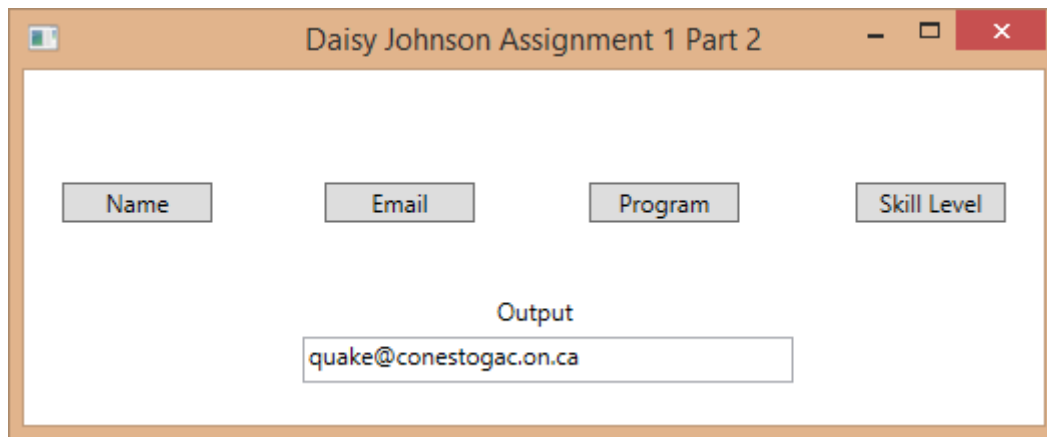 Daisy Johnson Assignment 1 Part 2
Name Email Program Skill Level
Output
quake@conestogac.on.ca